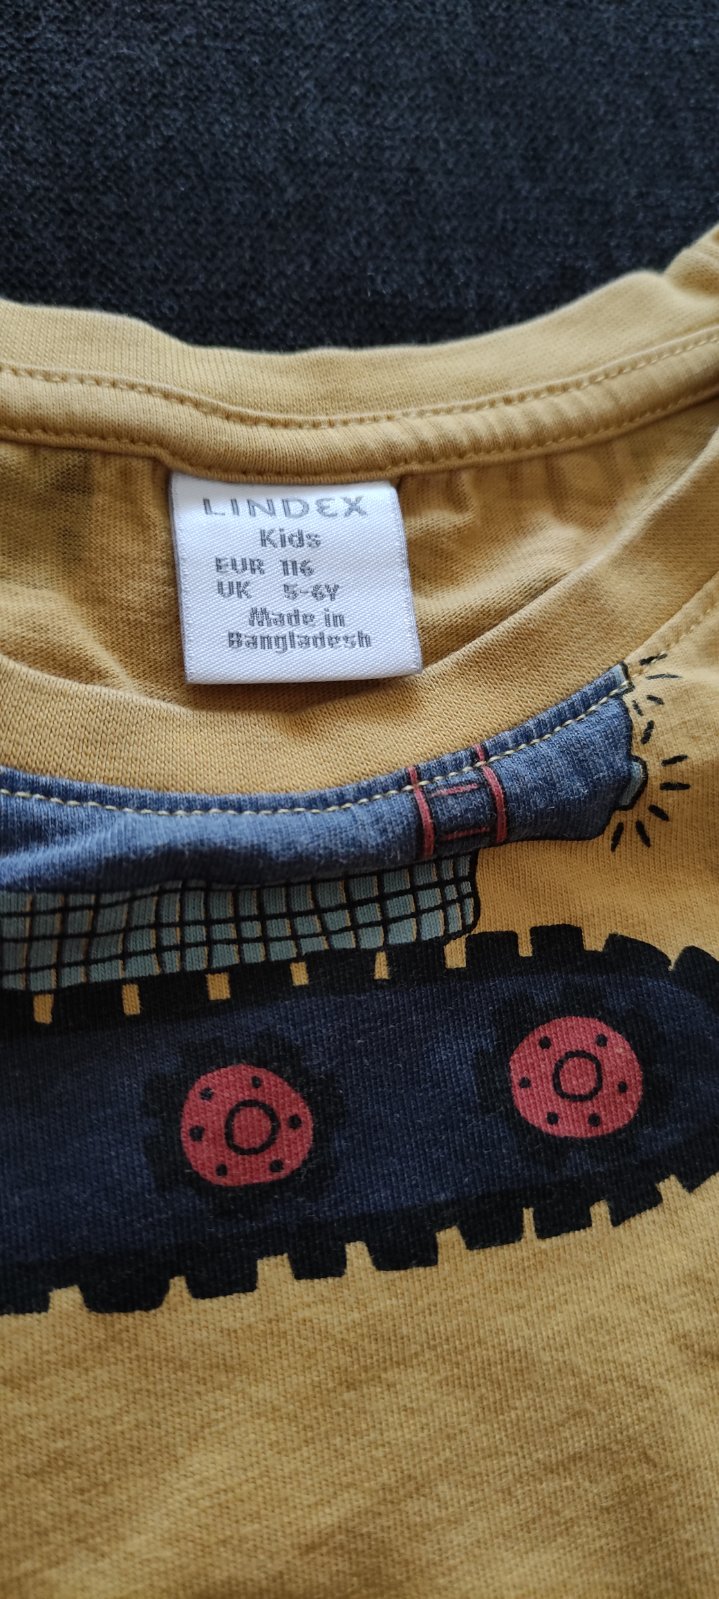 LINDEX
Kids
EUR 116
UK 5-6Y
Made in
Bangladesh